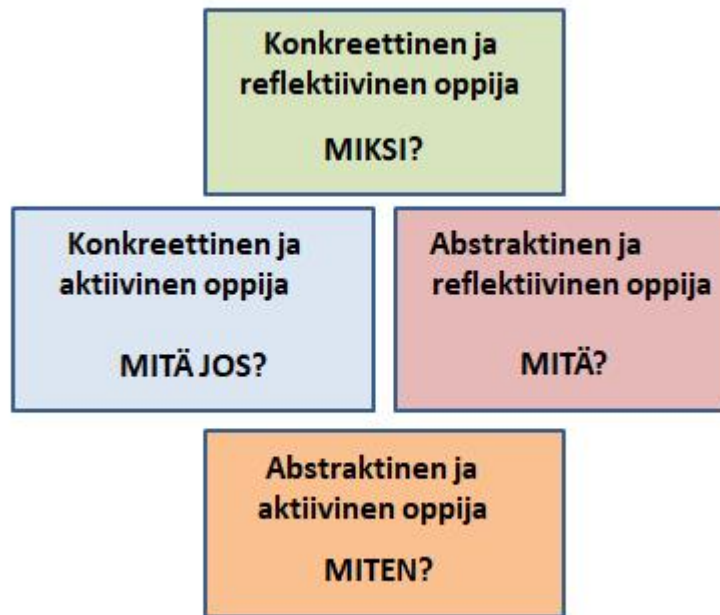 Konkreettinen ja
reflektiivinen oppija
MIKSI?
Konkreettinen ja
aktiivinen oppija
MITÄ JOS?
Abstraktinen ja
reflektiivinen oppija
MITÄ?
Abstraktinen ja
aktiivinen oppija
MITEN?